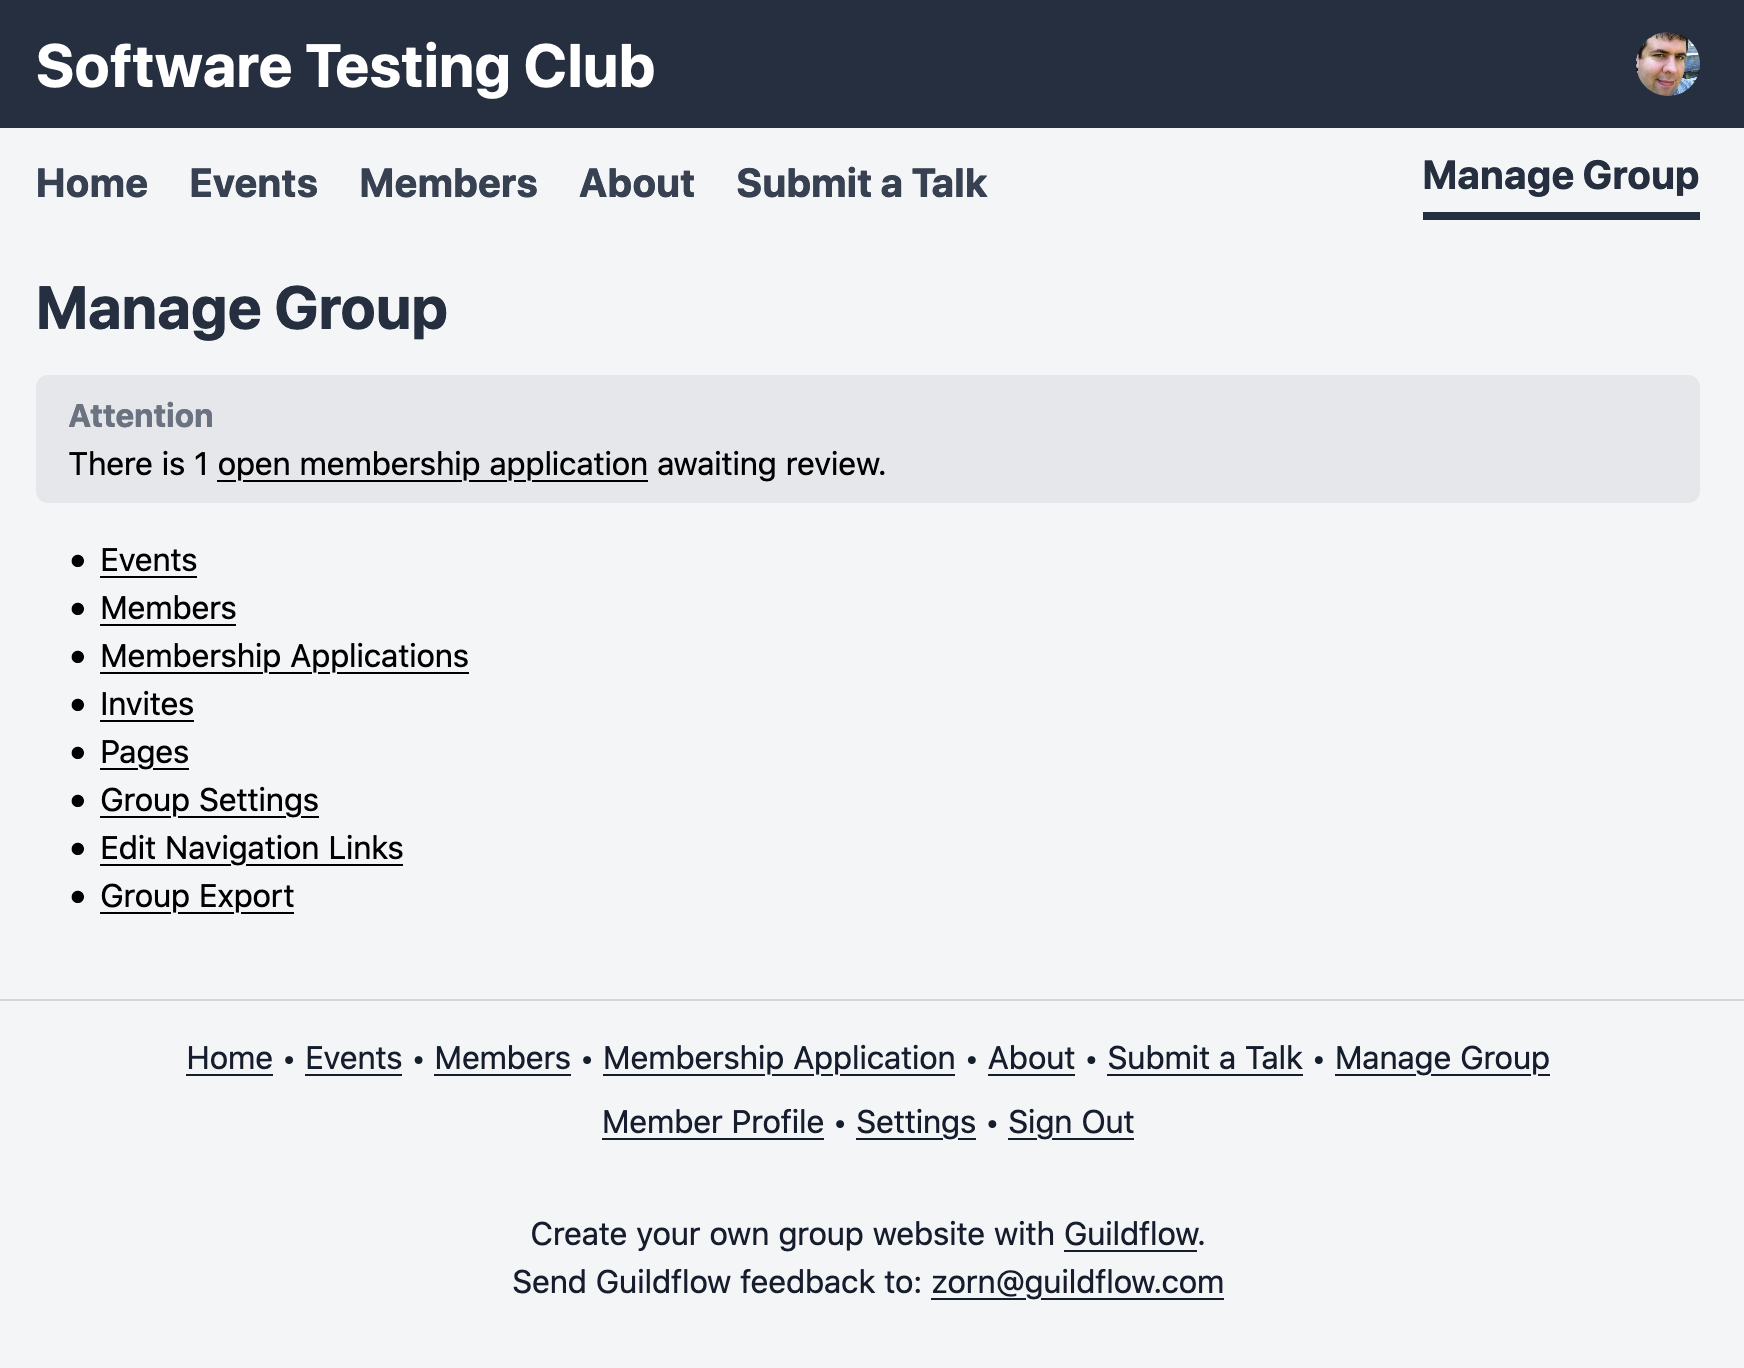 Software Testing Club
Home Events Members About Submit a Talk Manage Group
Manage Group
Attention
There is 1 open membership application awaiting review.
• Events
• Members
• Membership Applications
• Invites
• Pages
• Group Settings
• Edit Navigation Links
• Group Export
Home • Events • Members • Membership Application • About • Submit a Talk • Manage Group
Member Profile • Settings • Sign Out
Create your own group website with Guildflow.
Send Guildflow feedback to: zorn@guildflow.com